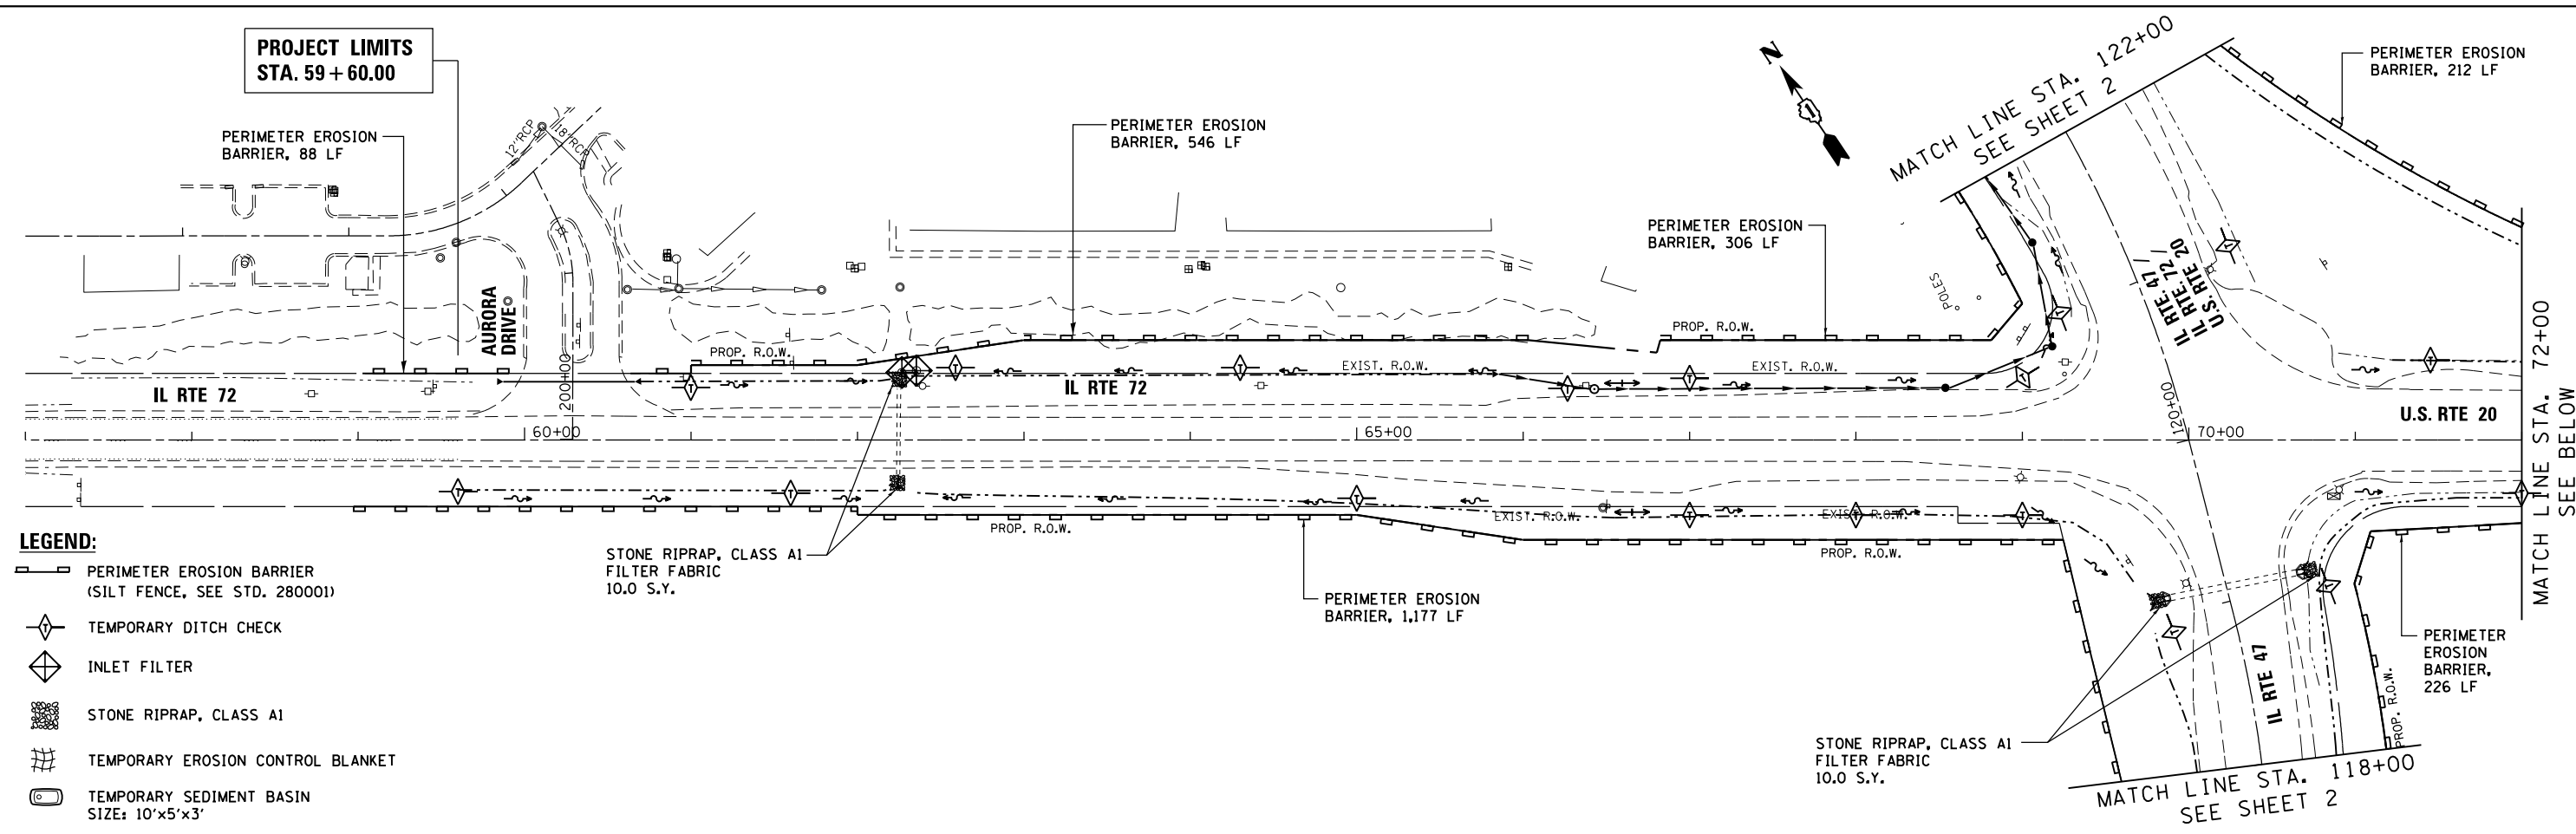 PROJECT LIMITS
STA. 59+60.00
PERIMETER EROSION
BARRIER, 88 LF
12"RCP
18"RCP
PERIMETER EROSION
BARRIER, 546 LF
N
MATCH LINE STA. 122+00
SEE SHEET 2
PERIMETER EROSION
BARRIER, 212 LF
PERIMETER EROSION
BARRIER, 306 LF
POLES
IL RTE. 47 /
IL RTE. 72 /
U.S. RTE 20
AURORA
DRIVE
PROP. R.O.W.
EXIST. R.O.W.
PROP. R.O.W.
EXIST. R.O.W.
IL RTE 72
200+00
IL RTE 72
120+00
U.S. RTE 20
60+00
65+00
70+00
MATCH LINE STA. 72+00
SEE BELOW
PROP. R.O.W.
EXIST. R.O.W.
EXIST. R.O.W.
PROP. R.O.W.
STONE RIPRAP, CLASS A1
FILTER FABRIC
10.0 S.Y.
PERIMETER EROSION
BARRIER, 1,177 LF
PERIMETER
EROSION
BARRIER,
226 LF
PROP. R.O.W.
IL RTE 47
STONE RIPRAP, CLASS A1
FILTER FABRIC
10.0 S.Y.
MATCH LINE STA. 118+00
SEE SHEET 2
LEGEND:
PERIMETER EROSION BARRIER
(SILT FENCE, SEE STD. 280001)
T TEMPORARY DITCH CHECK
INLET FILTER
STONE RIPRAP, CLASS A1
TEMPORARY EROSION CONTROL BLANKET
TEMPORARY SEDIMENT BASIN
SIZE: 10'x5'x3'